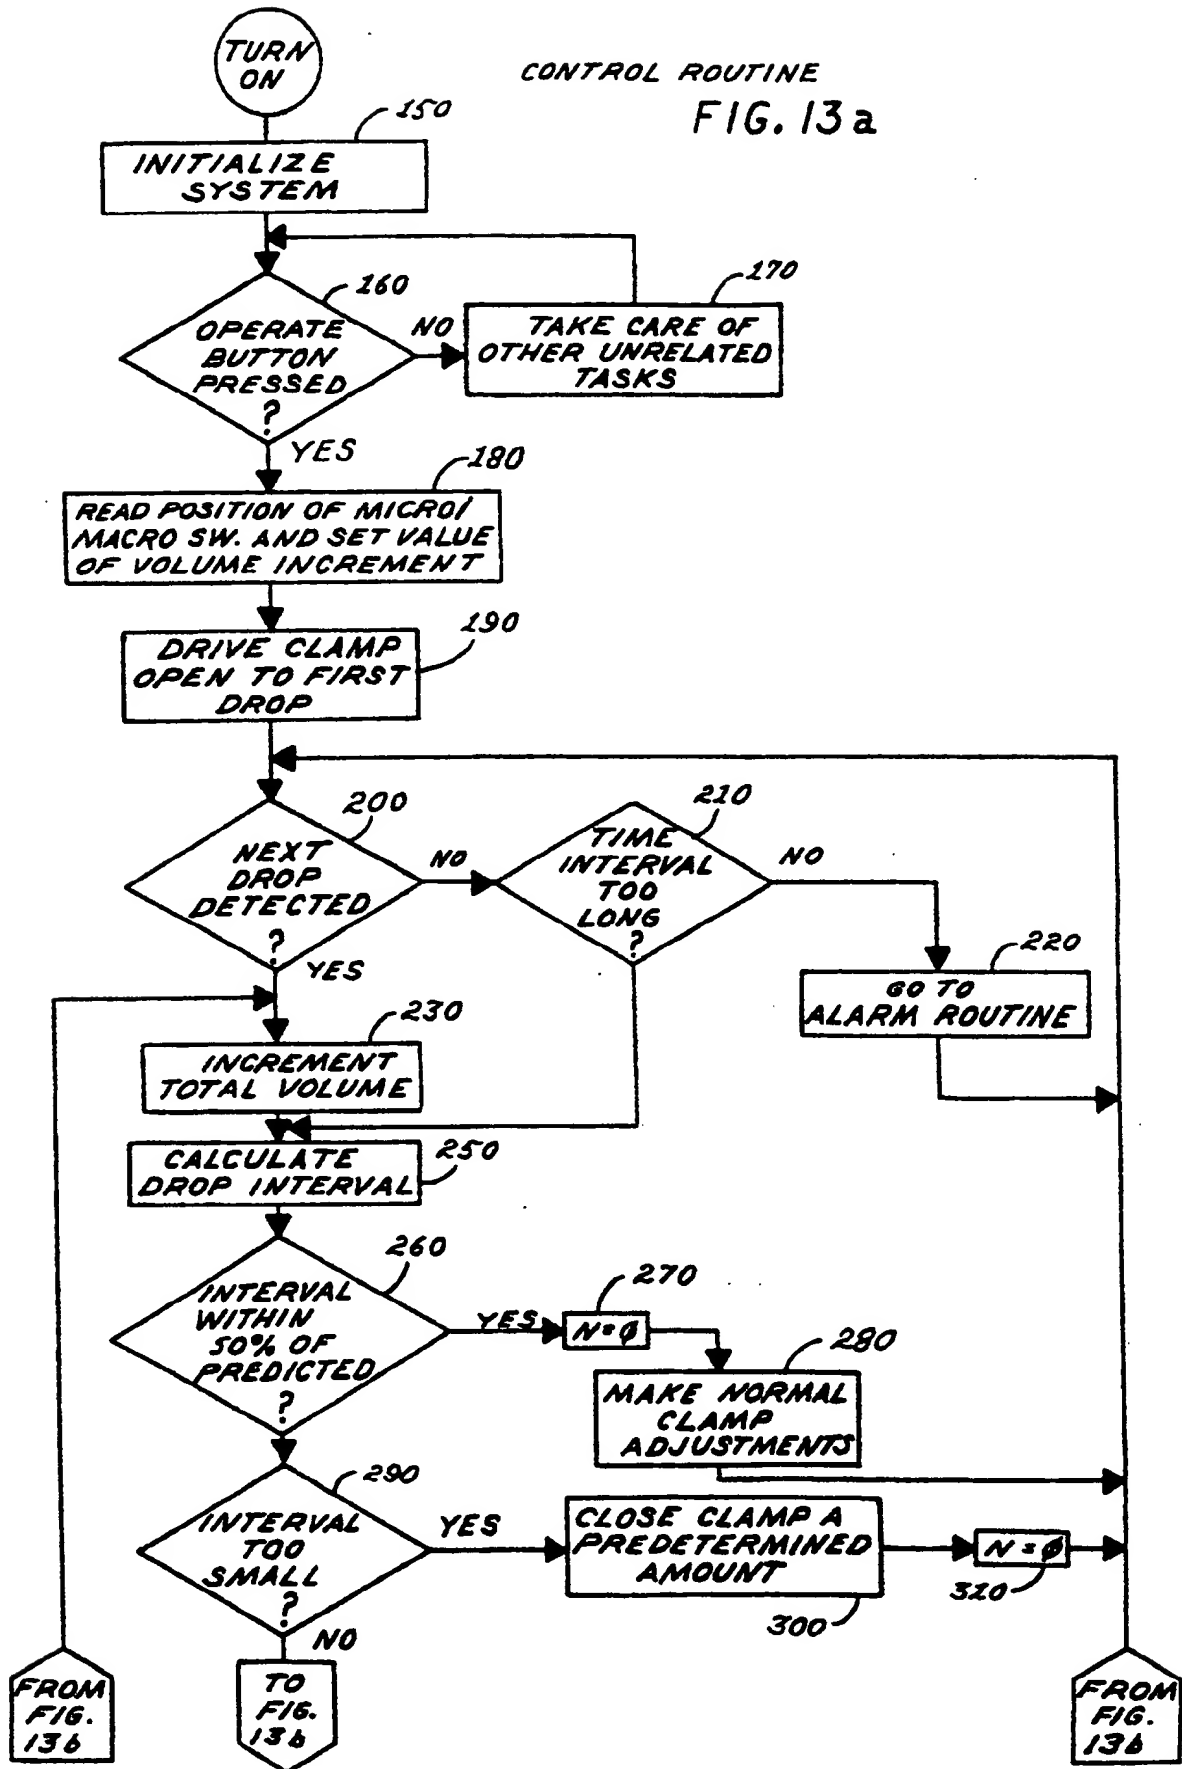 TURN
ON
CONTROL ROUTINE
FIG. 13a
150
INITIALIZE
SYSTEM
160
OPERATE
BUTTON
PRESSED
?
NO
170
TAKE CARE OF
OTHER UNRELATED
TASKS
YES
180
READ POSITION OF MICRO/
MACRO SW. AND SET VALUE
OF VOLUME INCREMENT
190
DRIVE CLAMP
OPEN TO FIRST
DROP
200
NEXT
DROP
DETECTED
?
NO
210
TIME
INTERVAL
TOO
LONG
?
NO
220
GO TO
ALARM ROUTINE
YES
230
INCREMENT
TOTAL VOLUME
250
CALCULATE
DROP INTERVAL
260
INTERVAL
WITHIN
50% OF
PREDICTED
?
YES
270
N=ϕ
280
MAKE NORMAL
CLAMP
ADJUSTMENTS
290
INTERVAL
TOO
SMALL
?
YES
CLOSE CLAMP A
PREDETERMINED
AMOUNT
300
N=ϕ
310
NO
FROM
FIG.
13b
TO
FIG.
13b
FROM
FIG.
13b